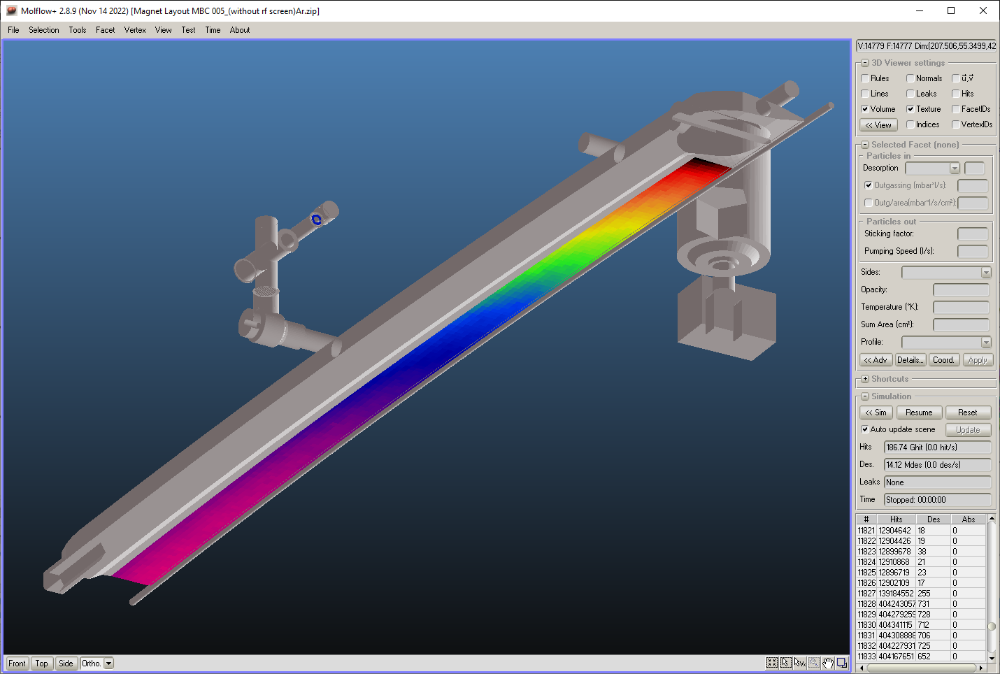 Molflow+ 2.8.9 (Nov 14 2022) [Magnet Layout MBC 005_(without rf screen)Ar.zip]
File Selection Tools Facet Vertex View Test Time About
V:14779 F:14777 Dim:(207.506,55.3499,42
3D Viewer settings
Rules Normals u,v
Lines Leaks Hits
Volume Texture FacetIDs
<< View Indices VertexIDs
Selected Facet (none)
Particles in
Desorption
Outgassing (mbar*l/s):
Outg/area(mbar*l/s/cm²):
Particles out
Sticking factor:
Pumping Speed (l/s):
Sides:
Opacity:
Temperature (°K):
Sum Area (cm²):
Profile:
<< Adv Details... Coord. Apply
Shortcuts
Simulation
<< Sim Resume Reset
Auto update scene Update
Hits 186.74 Ghit (0.0 hit/s)
Des. 14.12 Mdes (0.0 des/s)
Leaks None
Time Stopped: 00:00:00
# Hits Des Abs
11821 12904642 18 0
11822 12904426 19 0
11823 12899678 38 0
11824 12910868 21 0
11825 12896719 23 0
11826 12902109 17 0
11827 139184552 255 0
11828 404243057 731 0
11829 404279259 728 0
11830 404341115 712 0
11831 404308888 706 0
11832 404227931 725 0
11833 404167651 652 0
Front Top Side Ortho.